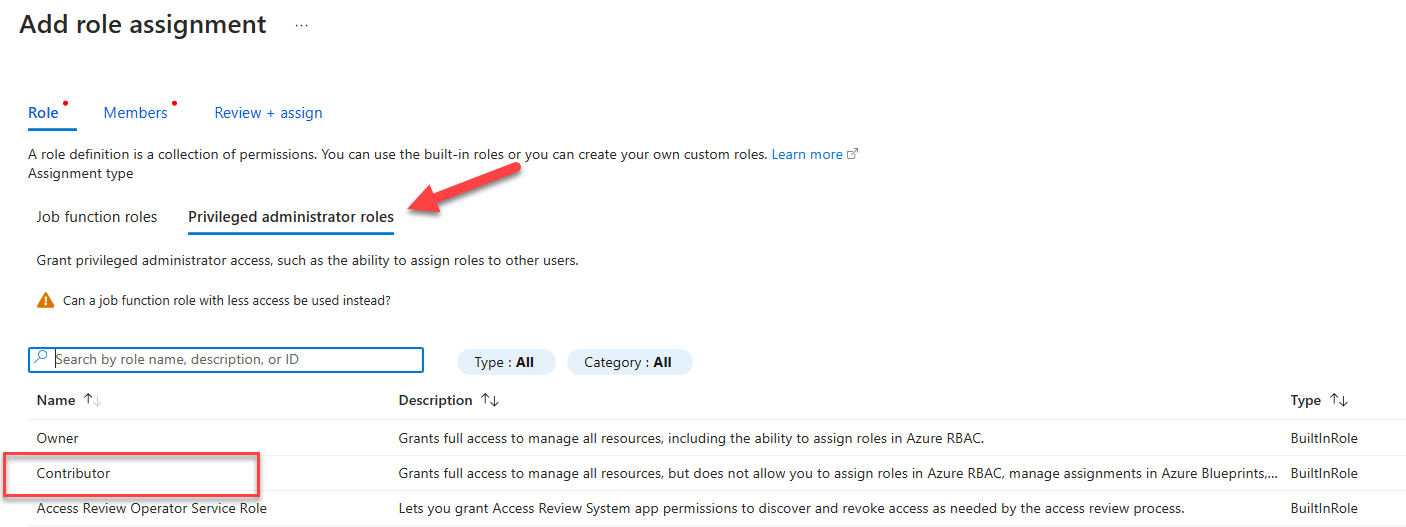 Add role assignment ...
Role Members Review + assign
A role definition is a collection of permissions. You can use the built-in roles or you can create your own custom roles. Learn more
Assignment type
Job function roles Privileged administrator roles
Grant privileged administrator access, such as the ability to assign roles to other users.
Can a job function role with less access be used instead?
Search by role name, description, or ID Type : All Category : All
Name Description Type
Owner Grants full access to manage all resources, including the ability to assign roles in Azure RBAC. BuiltInRole
Contributor Grants full access to manage all resources, but does not allow you to assign roles in Azure RBAC, manage assignments in Azure Blueprints,... BuiltInRole
Access Review Operator Service Role Lets you grant Access Review System app permissions to discover and revoke access as needed by the access review process. BuiltInRole